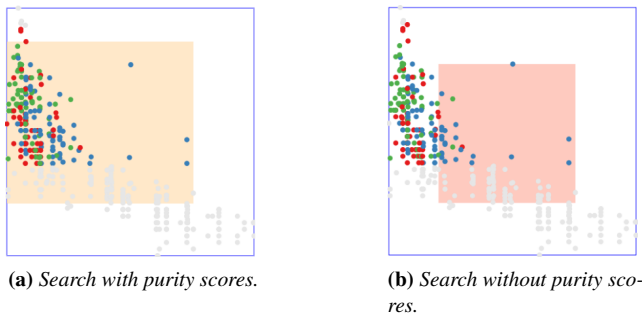 (a) Search with purity scores.
(b) Search without purity sco-
res.